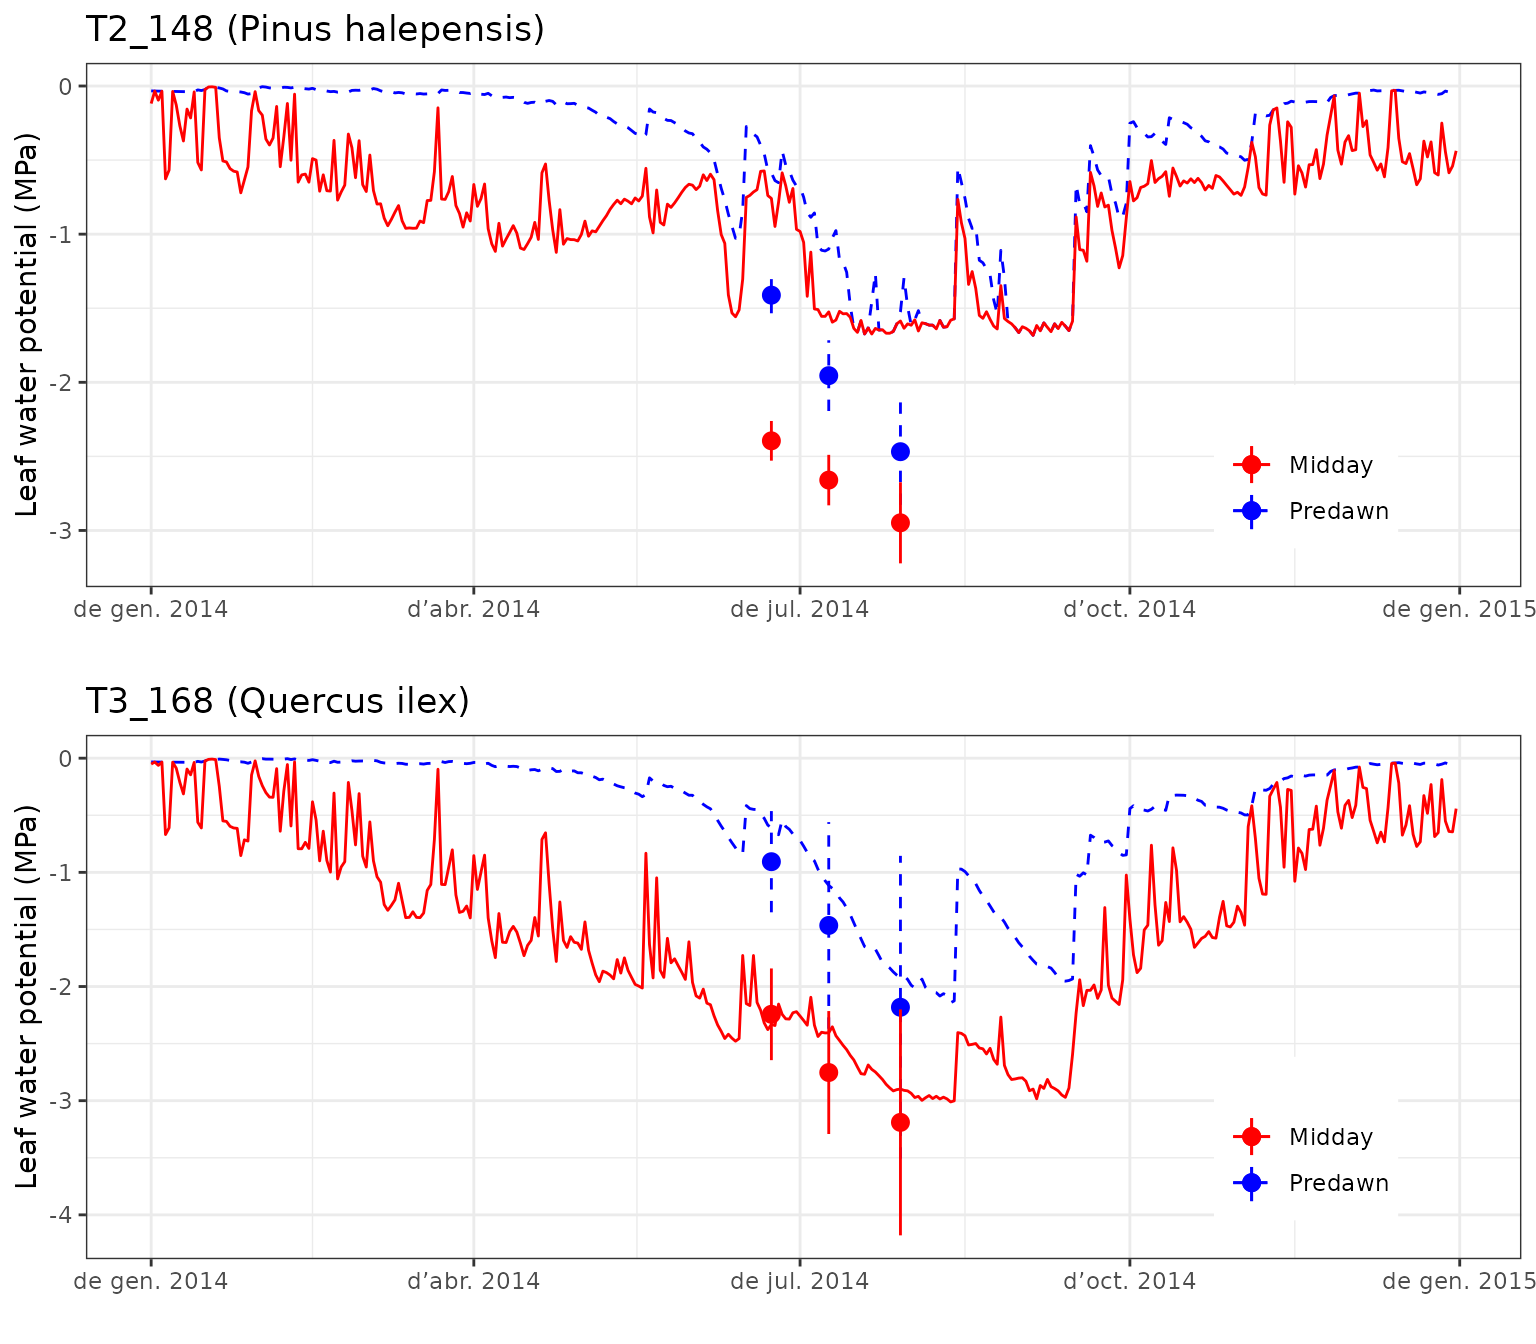 T2_148 (Pinus halepensis)
Leaf water potential (MPa)
0
-1
-2
-3
Midday
Predawn
de gen. 2014 d’abr. 2014 de jul. 2014 d’oct. 2014 de gen. 2015
T3_168 (Quercus ilex)
Leaf water potential (MPa)
0
-1
-2
-3
-4
Midday
Predawn
de gen. 2014 d’abr. 2014 de jul. 2014 d’oct. 2014 de gen. 2015